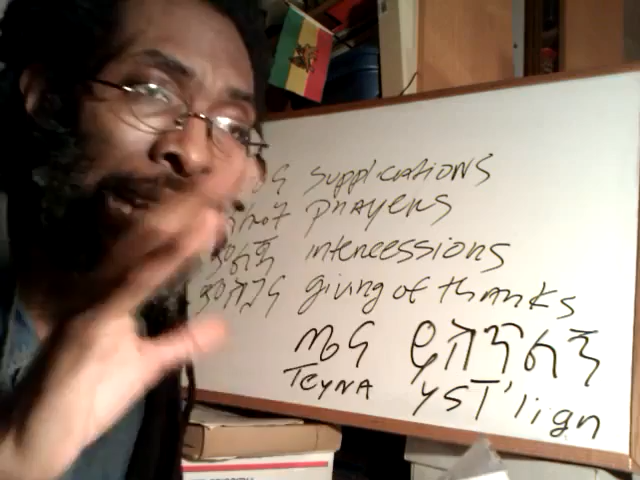 supplications
prayers
intercessions
giving of thanks
ጤና ይስጥልኝ
TEYNA YST'lign